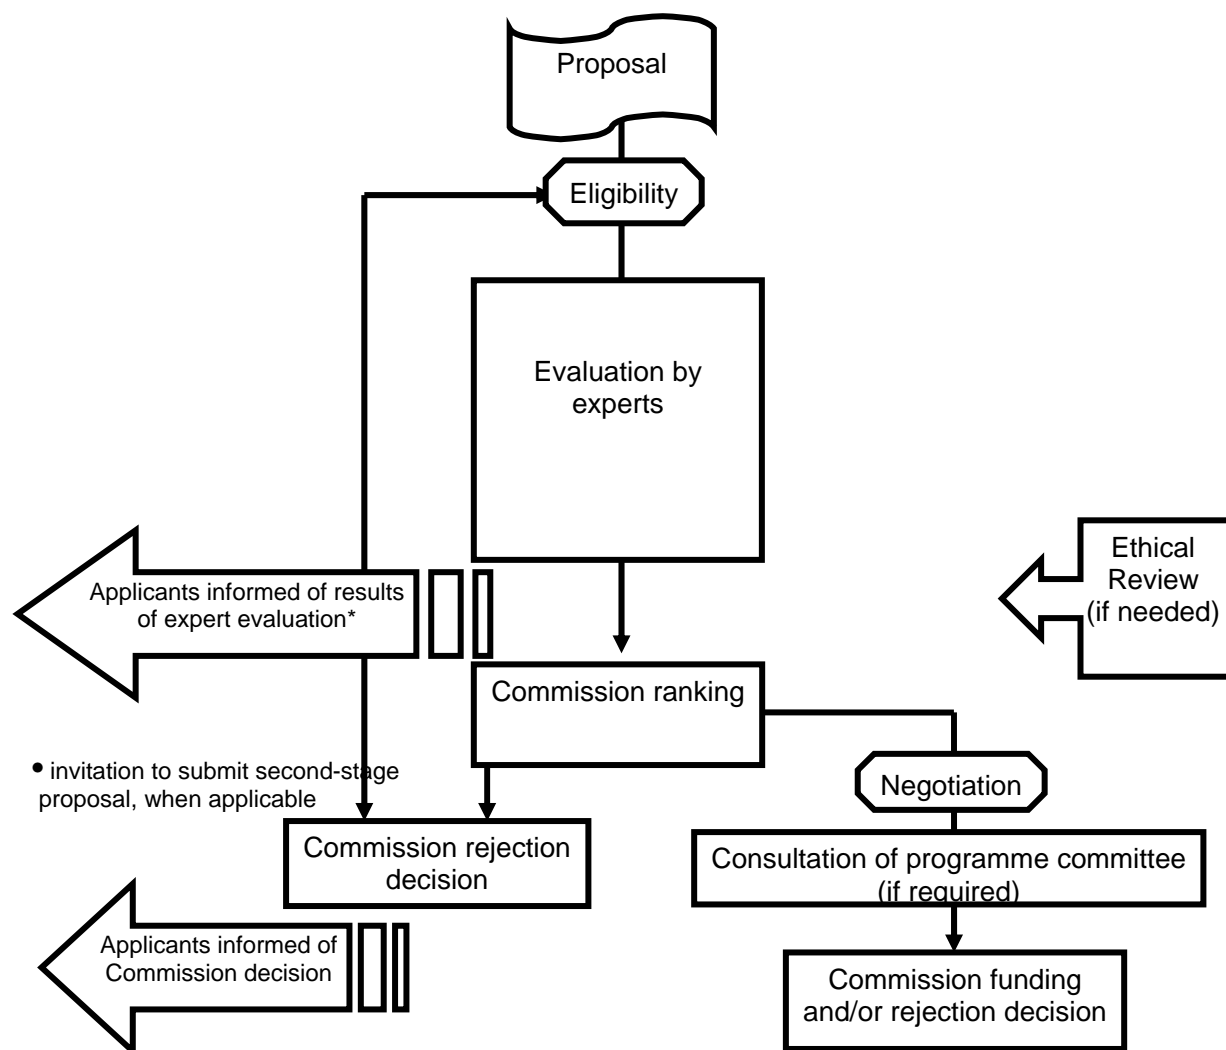 Proposal
Eligibility
Evaluation by
experts
Ethical
Review
(if needed)
Applicants informed of results
of expert evaluation*
Commission ranking
• invitation to submit second-stage
proposal, when applicable
Negotiation
Commission rejection
decision
Consultation of programme committee
(if required)
Applicants informed of
Commission decision
Commission funding
and/or rejection decision